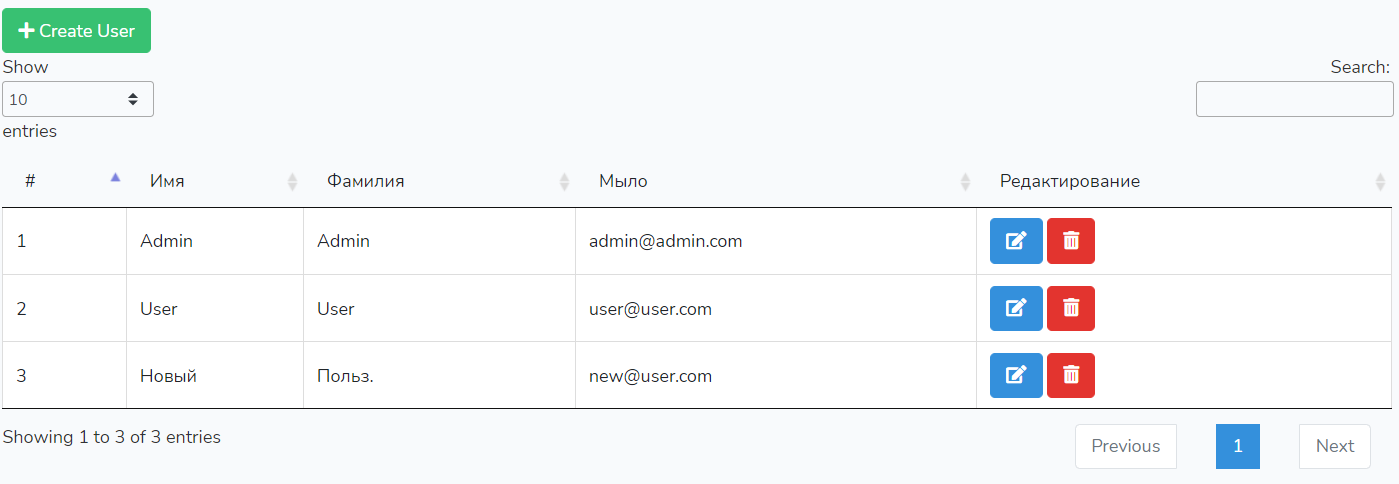 Create User
Show
Search:
10
entries
# Имя Фамилия Мыло Редактирование
1 Admin Admin admin@admin.com
2 User User user@user.com
3 Новый Польз. new@user.com
Showing 1 to 3 of 3 entries
Previous 1 Next